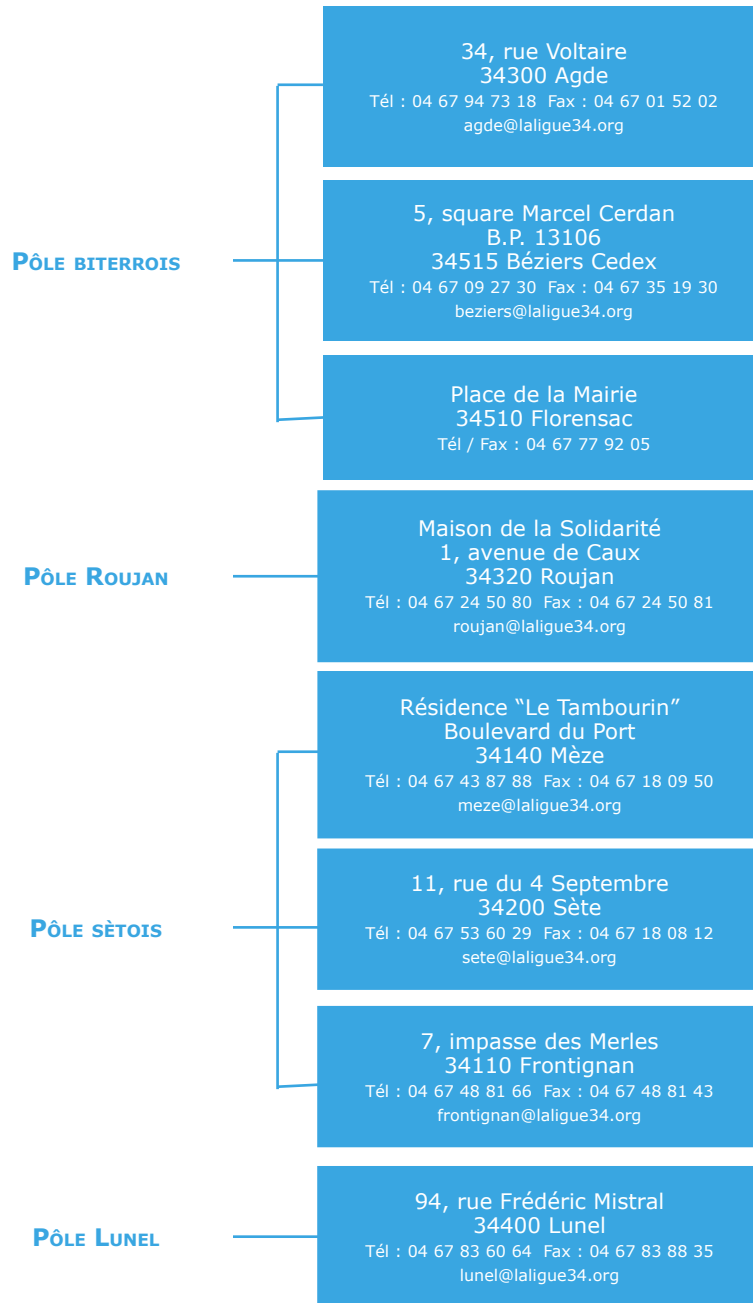 34, rue Voltaire
34300 Agde
Tél : 04 67 94 73 18  Fax : 04 67 01 52 02
agde@laligue34.org
Pôle biterrois
5, square Marcel Cerdan
B.P. 13106
34515 Béziers Cedex
Tél : 04 67 09 27 30  Fax : 04 67 35 19 30
beziers@laligue34.org
Place de la Mairie
34510 Florensac
Tél / Fax : 04 67 77 92 05
Pôle Roujan
Maison de la Solidarité
1, avenue de Caux
34320 Roujan
Tél : 04 67 24 50 80  Fax : 04 67 24 50 81
roujan@laligue34.org
Résidence “Le Tambourin”
Boulevard du Port
34140 Mèze
Tél : 04 67 43 87 88  Fax : 04 67 18 09 50
meze@laligue34.org
Pôle sètois
11, rue du 4 Septembre
34200 Sète
Tél : 04 67 53 60 29  Fax : 04 67 18 08 12
sete@laligue34.org
7, impasse des Merles
34110 Frontignan
Tél : 04 67 48 81 66  Fax : 04 67 48 81 43
frontignan@laligue34.org
Pôle Lunel
94, rue Frédéric Mistral
34400 Lunel
Tél : 04 67 83 60 64  Fax : 04 67 83 88 35
lunel@laligue34.org